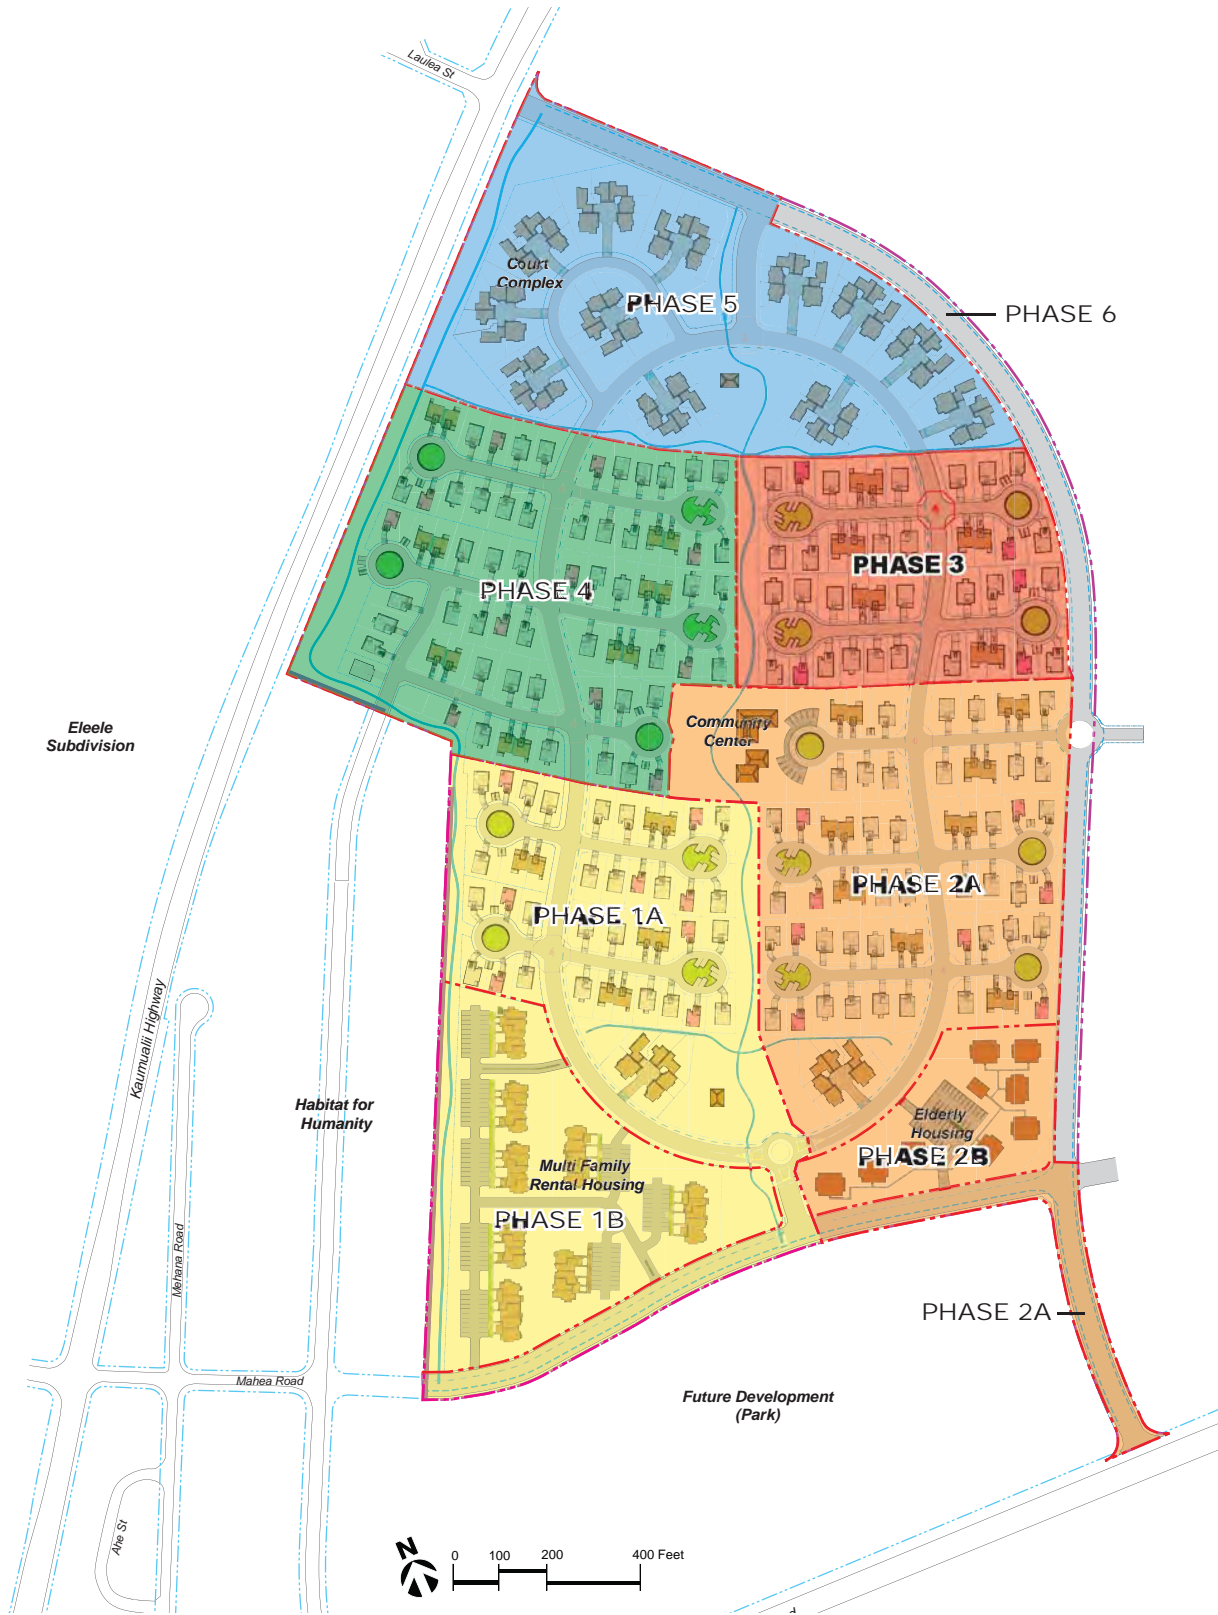 Laulea St
Court
Complex
PHASE 5
PHASE 6
PHASE 3
PHASE 4
Eleele
Subdivision
Community
Center
PHASE 2A
PHASE 1A
Kaumualii Highway
Habitat for
Humanity
Elderly
Housing
PHASE 2B
Multi Family
Rental Housing
PHASE 1B
Mehana Road
PHASE 2A
Mahea Road
Future Development
(Park)
Ahe St
N
0 100 200 400 Feet